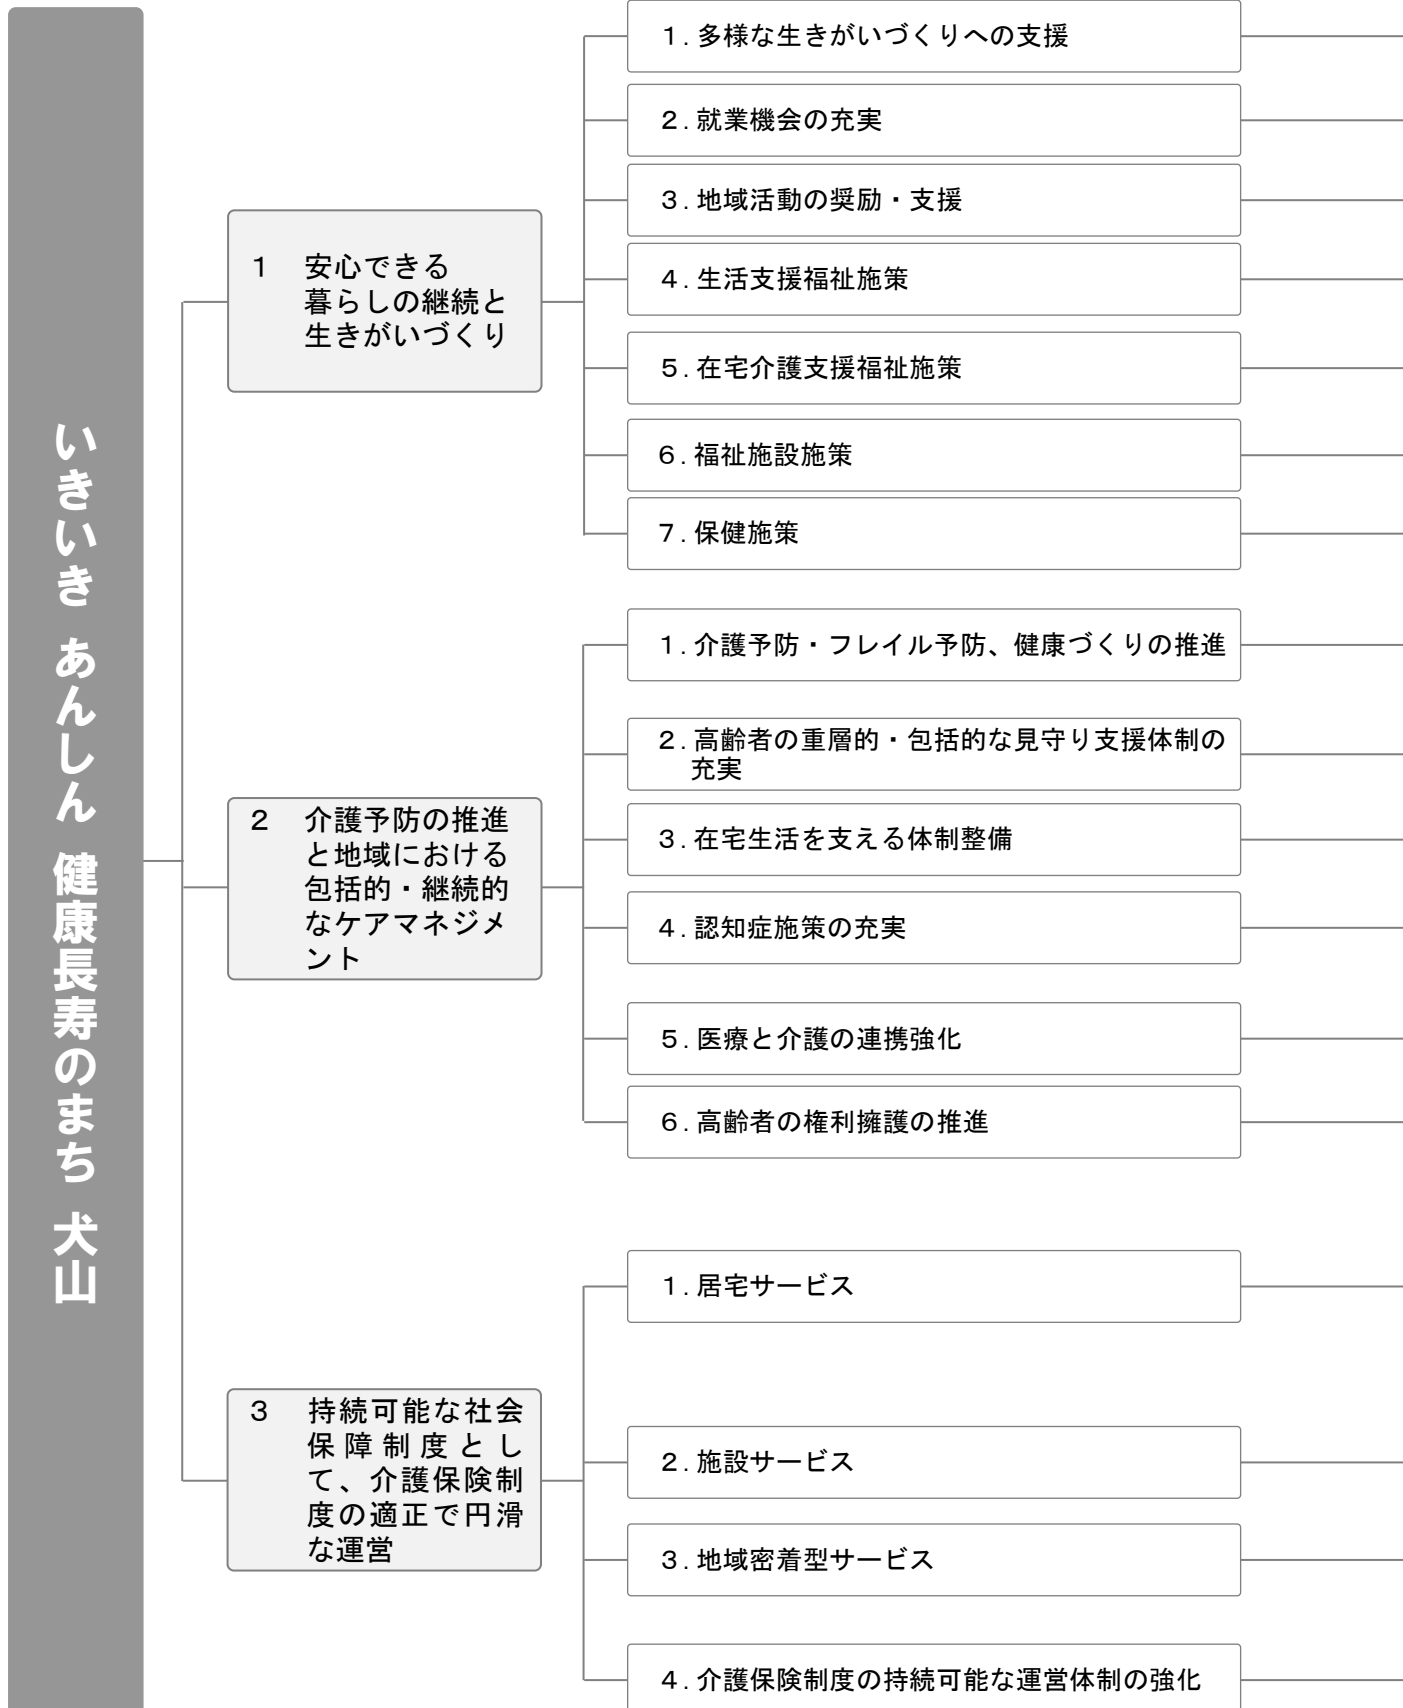 いきいき あんしん 健康長寿のまち 犬山
１ 安心できる
暮らしの継続と
生きがいづくり
１．多様な生きがいづくりへの支援
２．就業機会の充実
３．地域活動の奨励・支援
４．生活支援福祉施策
５．在宅介護支援福祉施策
６．福祉施設施策
７．保健施策
２ 介護予防の推進
と地域における
包括的・継続的
なケアマネジメ
ント
１．介護予防・フレイル予防、健康づくりの推進
２．高齢者の重層的・包括的な見守り支援体制の
充実
３．在宅生活を支える体制整備
４．認知症施策の充実
５．医療と介護の連携強化
６．高齢者の権利擁護の推進
３ 持続可能な社会
保障制度とし
て、介護保険制
度の適正で円滑
な運営
１．居宅サービス
２．施設サービス
３．地域密着型サービス
４．介護保険制度の持続可能な運営体制の強化